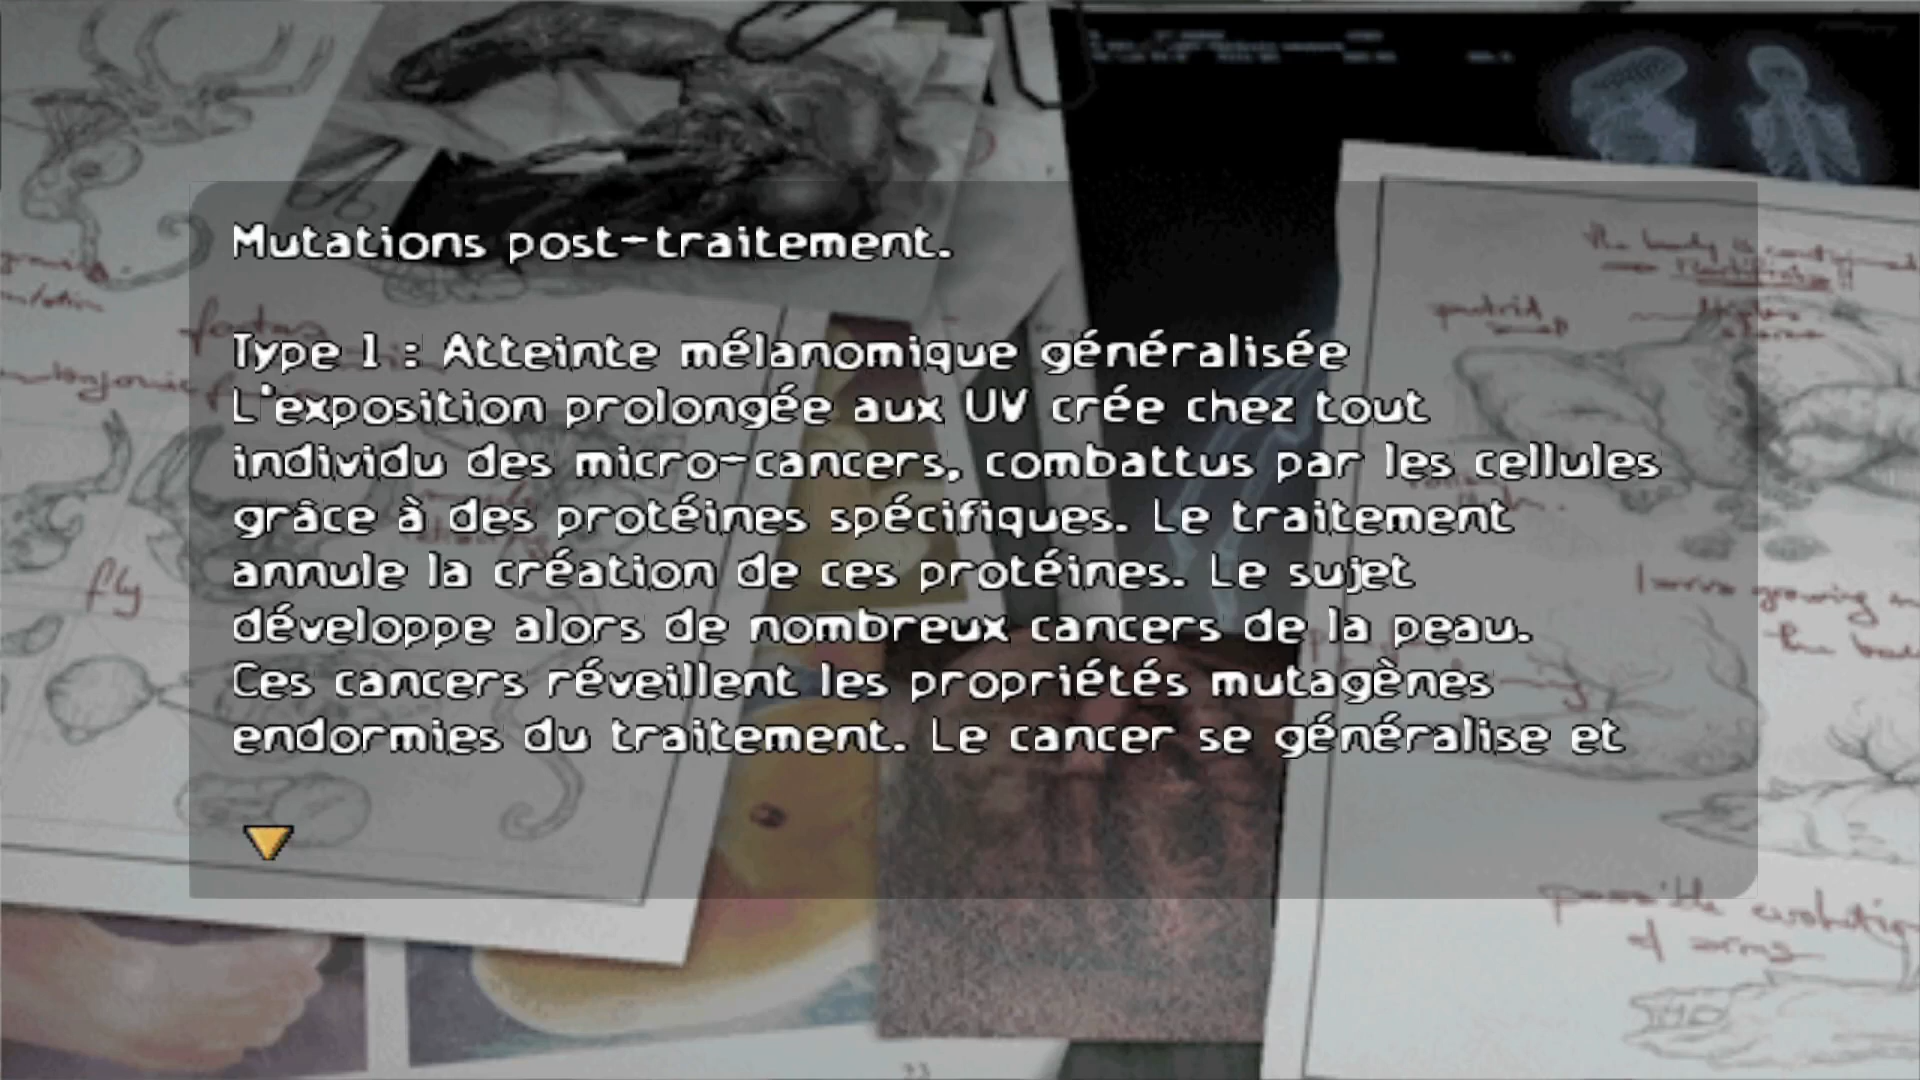 Mutations post-traitement.
Type 1 : Atteinte mélanomique généralisée
L'exposition prolongée aux UV crée chez tout
individu des micro-cancers, combattus par les cellules
grâce à des protéines spécifiques. Le traitement
annule la création de ces protéines. Le sujet
développe alors de nombreux cancers de la peau.
Ces cancers réveillent les propriétés mutagènes
endormies du traitement. Le cancer se généralise et
fly
putrid